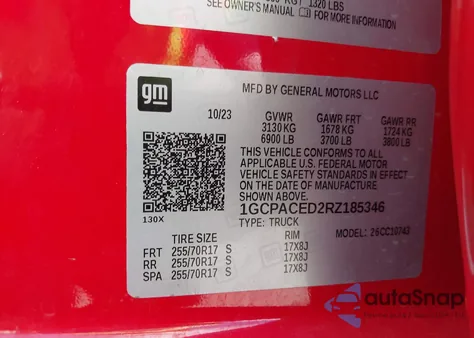 1320 LBS
SEE OWNER'S MANUAL FOR MORE INFORMATION
gm
MFD BY GENERAL MOTORS LLC
10/23 GVWR GAWR FRT GAWR RR
3130 KG 1678 KG 1724 KG
6900 LB 3700 LB 3800 LB
THIS VEHICLE CONFORMS TO ALL
APPLICABLE U.S. FEDERAL MOTOR
VEHICLE SAFETY STANDARDS IN EFFECT
ON THE DATE OF MANUFACTURE
SHOWN ABOVE.
1GCPACED2RZ185346
130X TYPE: TRUCK
MODEL: 26CC10743
TIRE SIZE RIM
FRT 255/70R17 S 17X8J
RR 255/70R17 S 17X8J
SPA 255/70R17 S 17X8J
autoSnap